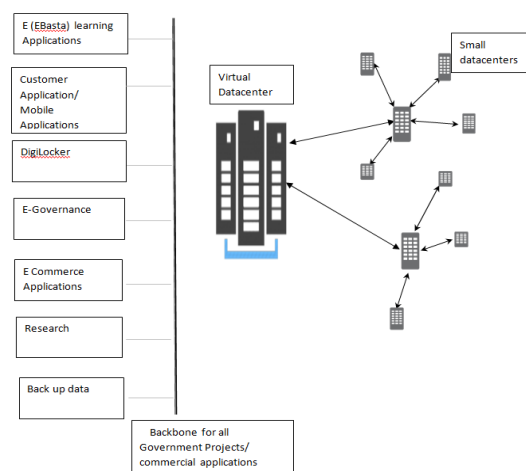 E (EBasta) learning
Applications
Customer
Application/
Mobile
Applications
DigiLocker
E-Governance
E Commerce
Applications
Research
Back up data
Virtual
Datacenter
Small
datacenters
Backbone for all
Government Projects/
commercial applications